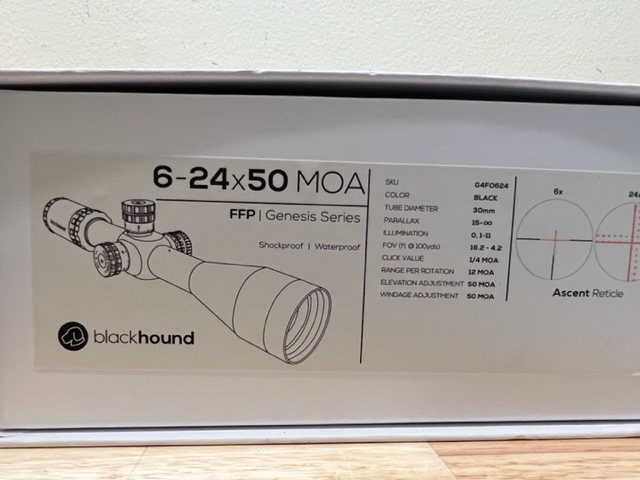 6-24x50 MOA
FFP | Genesis Series
Shockproof | Waterproof
blackhound
SKU G4F0624
COLOR BLACK
TUBE DIAMETER 30mm
PARALLAX 15-∞
ILLUMINATION 0, 1-11
FOV (ft. @ 100yds) 16.2 - 4.2
CLICK VALUE 1/4 MOA
RANGE PER ROTATION 12 MOA
ELEVATION ADJUSTMENT 50 MOA
WINDAGE ADJUSTMENT 50 MOA
6x
24x
Ascent Reticle